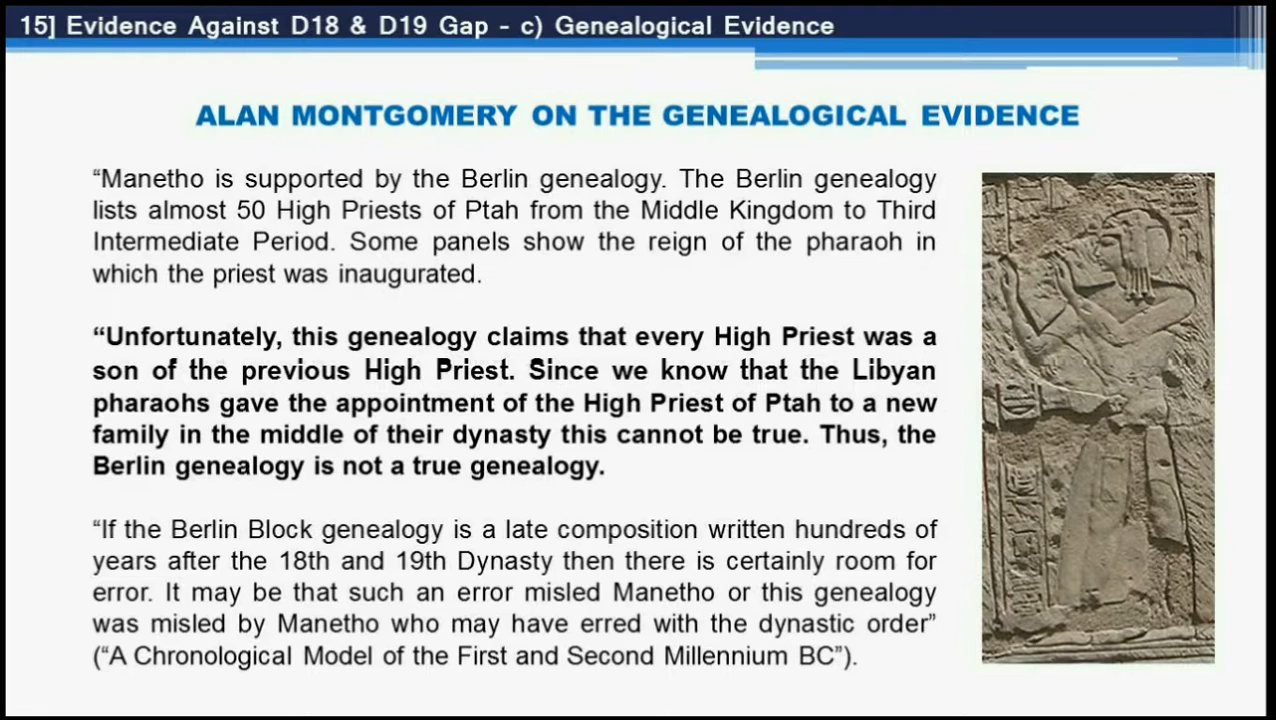 15] Evidence Against D18 & D19 Gap - c) Genealogical Evidence
ALAN MONTGOMERY ON THE GENEALOGICAL EVIDENCE
“Manetho is supported by the Berlin genealogy. The Berlin genealogy
lists almost 50 High Priests of Ptah from the Middle Kingdom to Third
Intermediate Period. Some panels show the reign of the pharaoh in
which the priest was inaugurated.
“Unfortunately, this genealogy claims that every High Priest was a
son of the previous High Priest. Since we know that the Libyan
pharaohs gave the appointment of the High Priest of Ptah to a new
family in the middle of their dynasty this cannot be true. Thus, the
Berlin genealogy is not a true genealogy.
“If the Berlin Block genealogy is a late composition written hundreds of
years after the 18th and 19th Dynasty then there is certainly room for
error. It may be that such an error misled Manetho or this genealogy
was misled by Manetho who may have erred with the dynastic order”
(“A Chronological Model of the First and Second Millennium BC”).